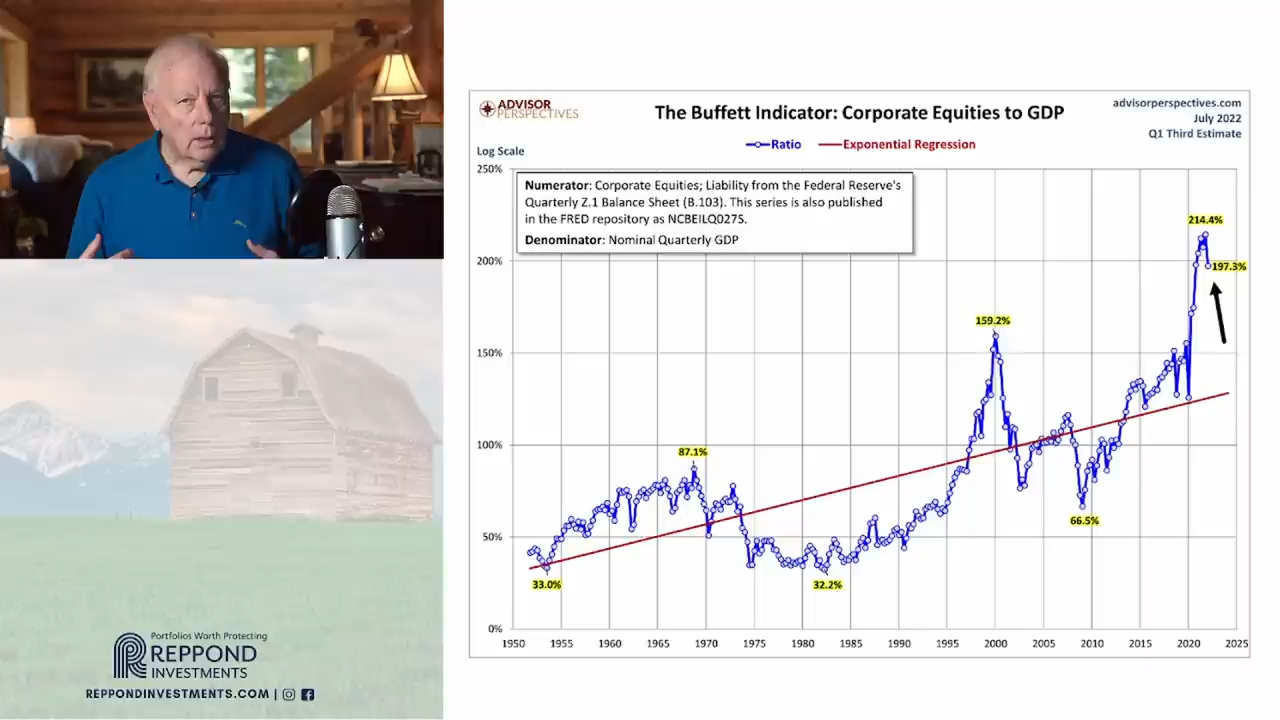 ADVISOR
PERSPECTIVES
The Buffett Indicator: Corporate Equities to GDP
advisorperspectives.com
July 2022
Q1 Third Estimate
Ratio
Exponential Regression
Log Scale
250%
200%
150%
100%
50%
0%
Numerator: Corporate Equities; Liability from the Federal Reserve's
Quarterly Z.1 Balance Sheet (B.103). This series is also published
in the FRED repository as NCBEILQ027S.
Denominator: Nominal Quarterly GDP
33.0%
87.1%
32.2%
159.2%
66.5%
214.4%
197.3%
1950 1955 1960 1965 1970 1975 1980 1985 1990 1995 2000 2005 2010 2015 2020 2025
Portfolios Worth Protecting
REPPOND
INVESTMENTS
REPPONDINVESTMENTS.COM |